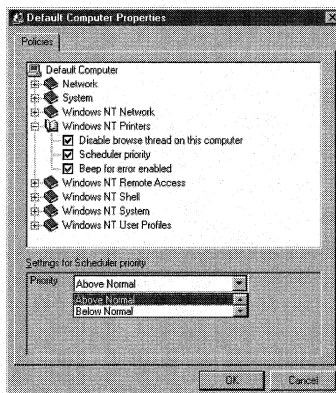 Default Computer Properties
Policies
Default Computer
Network
System
Windows NT Network
Windows NT Printers
Disable browse thread on this computer
Scheduler priority
Beep for error enabled
Windows NT Remote Access
Windows NT Shell
Windows NT System
Windows NT User Profiles
Settings for Scheduler priority
Priority Above Normal
Above Normal
Below Normal
OK Cancel